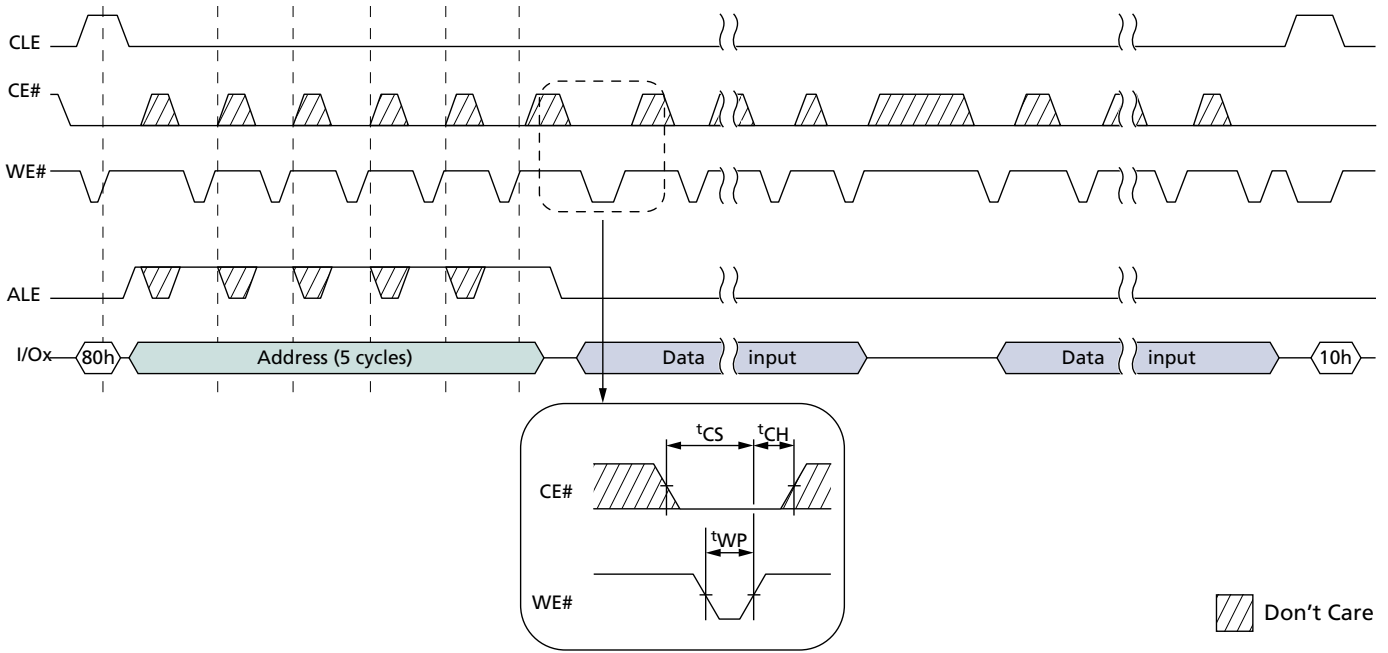 CLE
CE#
WE#
ALE
I/Ox 80h Address (5 cycles) Data input Data input 10h
tCS tCH
CE#
tWP
WE#
Don't Care